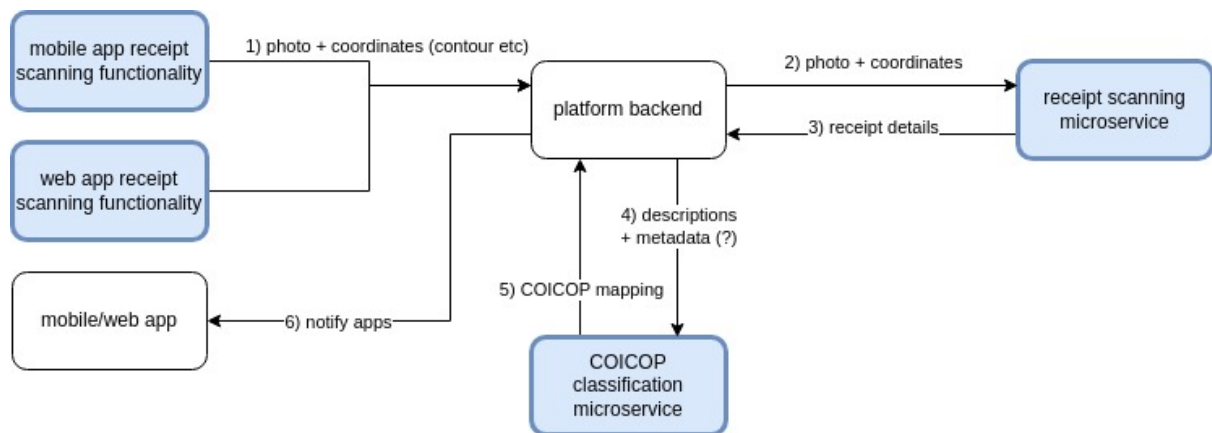 mobile app receipt
scanning functionality
1) photo + coordinates (contour etc)
platform backend
2) photo + coordinates
receipt scanning
microservice
3) receipt details
web app receipt
scanning functionality
4) descriptions
+ metadata (?)
5) COICOP mapping
mobile/web app
6) notify apps
COICOP
classification
microservice